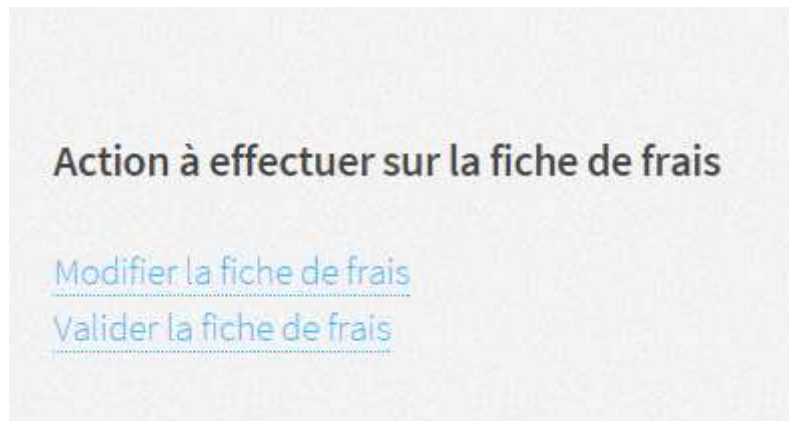 Action à effectuer sur la fiche de frais
Modifier la fiche de frais
Valider la fiche de frais